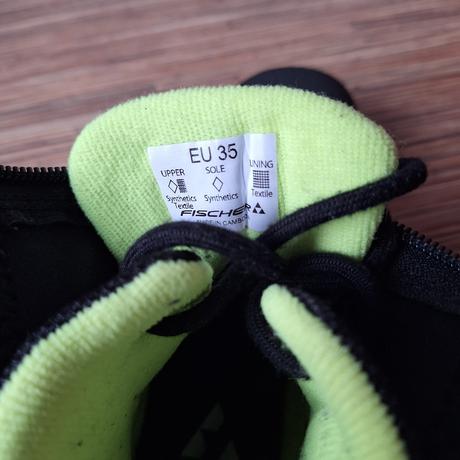 EU 35
UPPER SOLE LINING
Synthetics Synthetics Textile
Textile
FISCHER